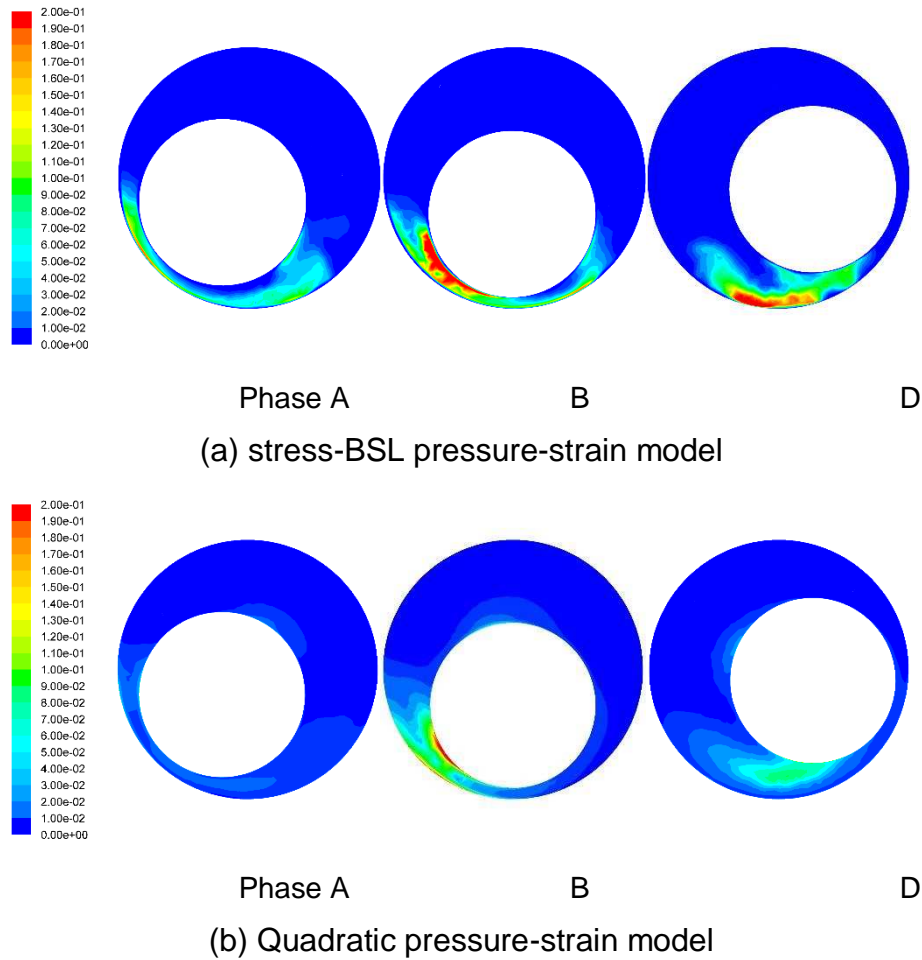 2.00e-01
1.90e-01
1.80e-01
1.70e-01
1.60e-01
1.50e-01
1.40e-01
1.30e-01
1.20e-01
1.10e-01
1.00e-01
9.00e-02
8.00e-02
7.00e-02
6.00e-02
5.00e-02
4.00e-02
3.00e-02
2.00e-02
1.00e-02
0.00e+00
Phase A B D
(a) stress-BSL pressure-strain model
2.00e-01
1.90e-01
1.80e-01
1.70e-01
1.60e-01
1.50e-01
1.40e-01
1.30e-01
1.20e-01
1.10e-01
1.00e-01
9.00e-02
8.00e-02
7.00e-02
6.00e-02
5.00e-02
4.00e-02
3.00e-02
2.00e-02
1.00e-02
0.00e+00
Phase A B D
(b) Quadratic pressure-strain model